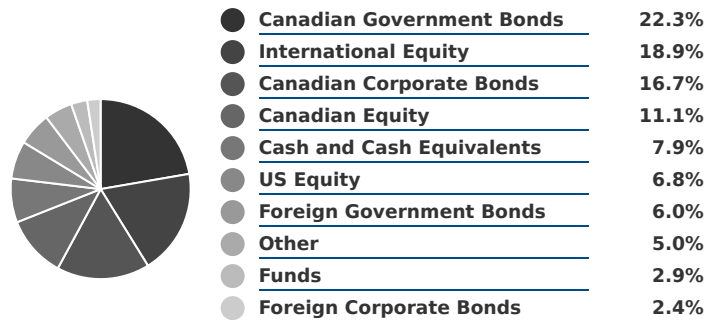 Canadian Government Bonds 22.3%
International Equity 18.9%
Canadian Corporate Bonds 16.7%
Canadian Equity 11.1%
Cash and Cash Equivalents 7.9%
US Equity 6.8%
Foreign Government Bonds 6.0%
Other 5.0%
Funds 2.9%
Foreign Corporate Bonds 2.4%